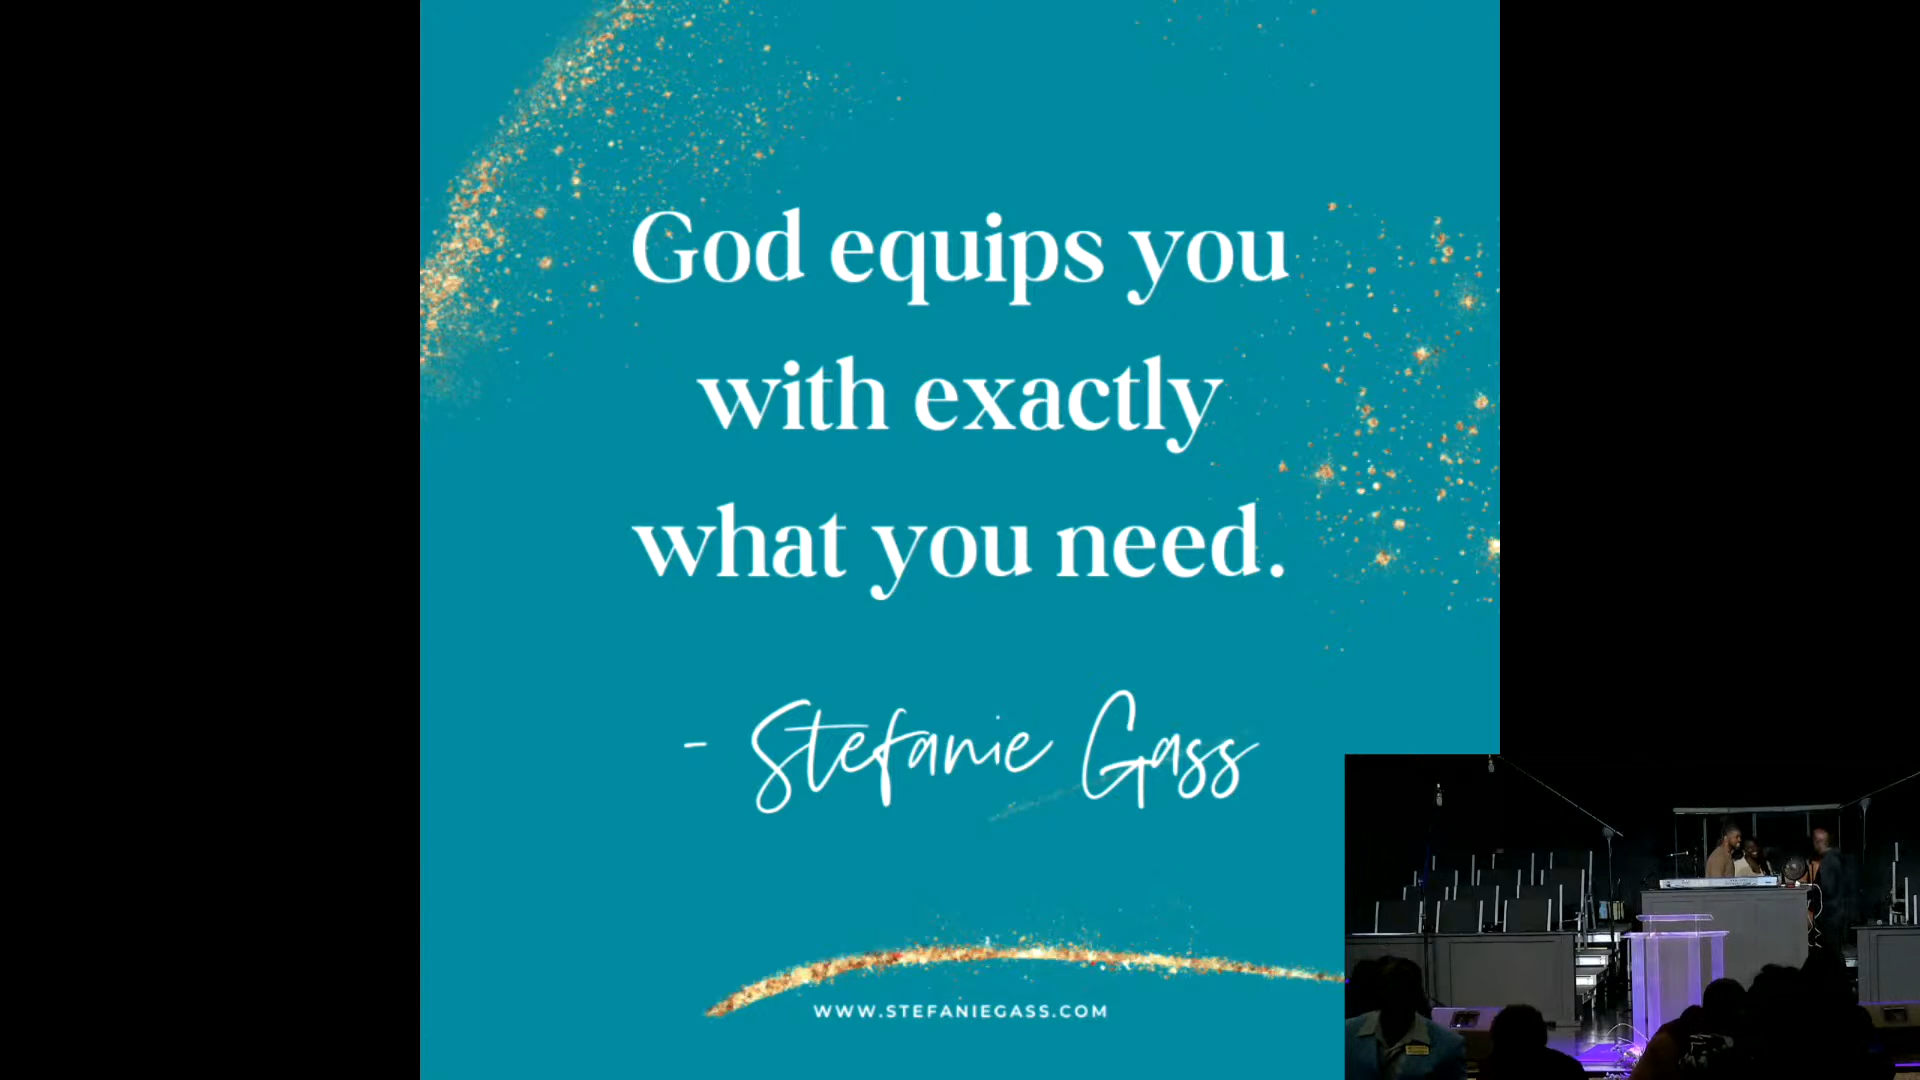 God equips you
with exactly
what you need.
- Stefanie Gass
WWW.STEFANIEGASS.COM